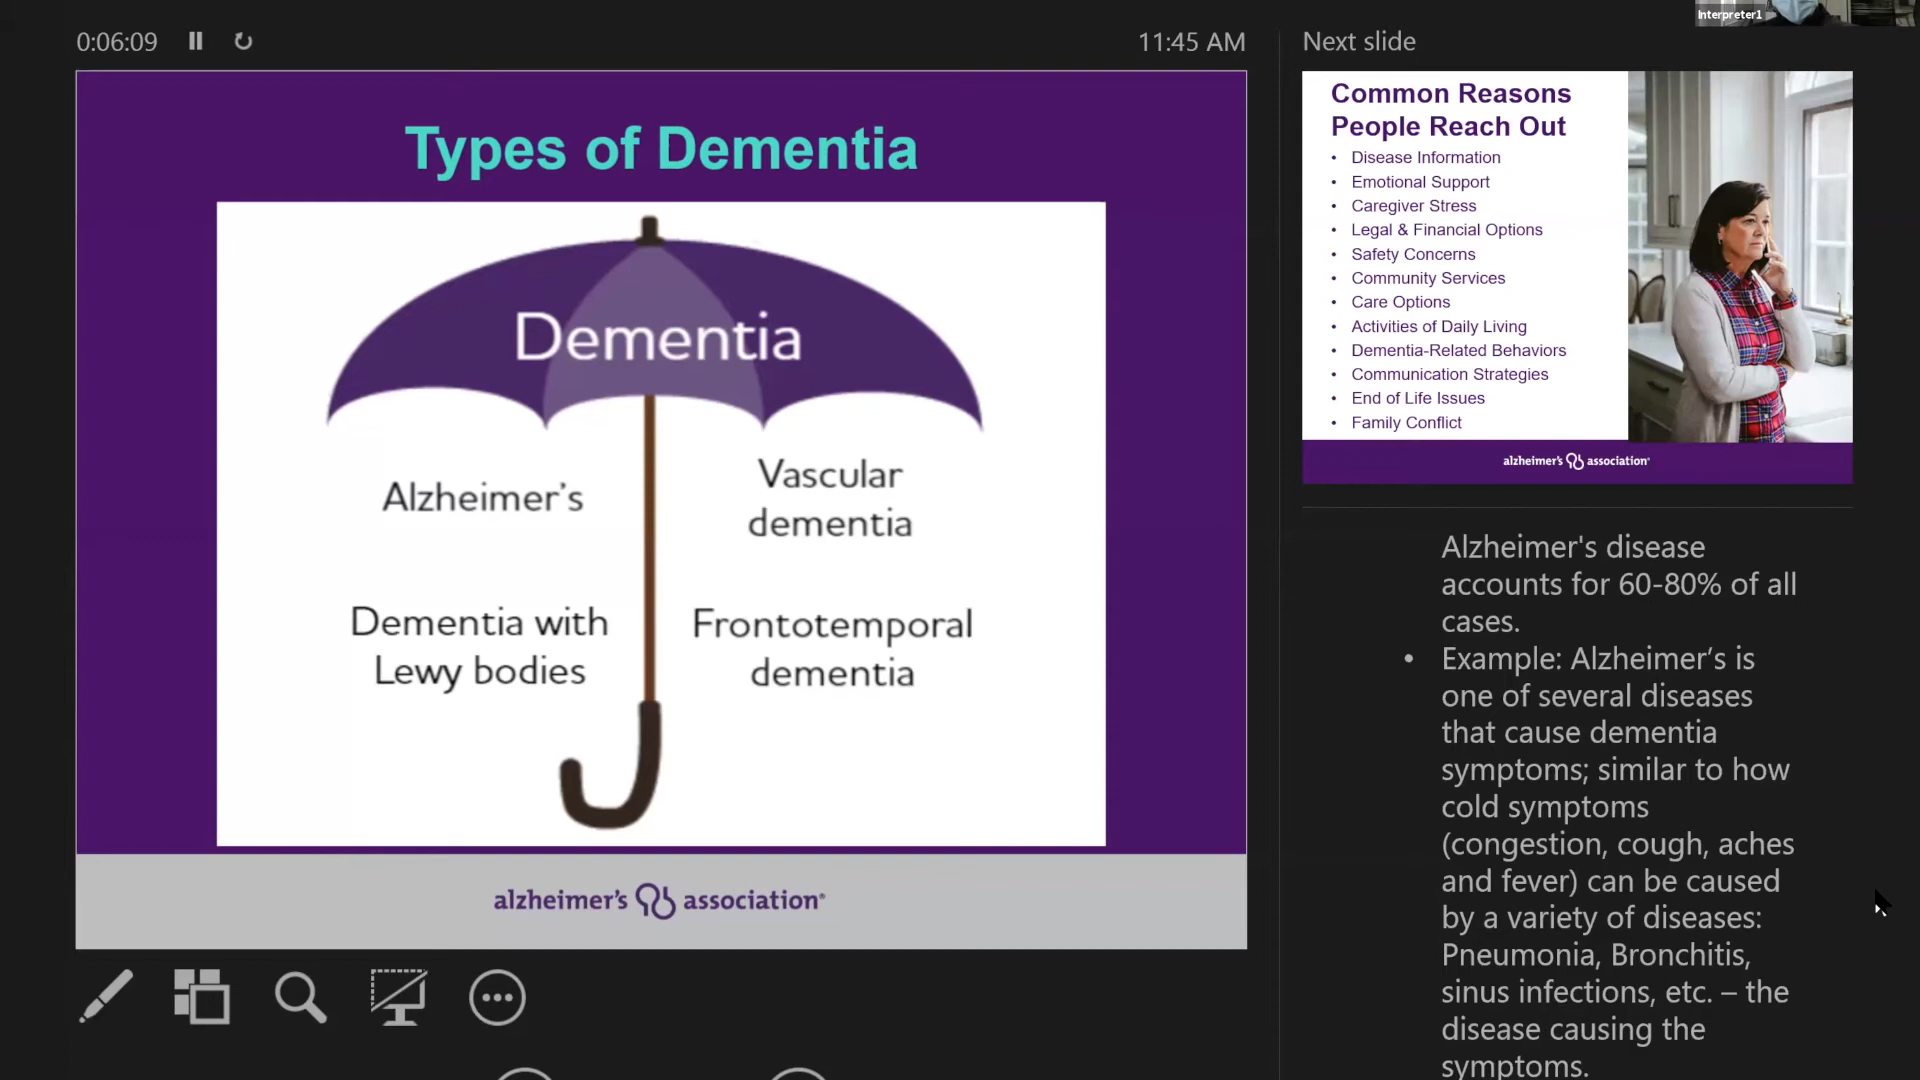 Interpreter1
0:06:09
11:45 AM
Next slide
Types of Dementia
Dementia
Alzheimer's
Vascular
dementia
Dementia with
Lewy bodies
Frontotemporal
dementia
alzheimer's association®
Common Reasons
People Reach Out
• Disease Information
• Emotional Support
• Caregiver Stress
• Legal & Financial Options
• Safety Concerns
• Community Services
• Care Options
• Activities of Daily Living
• Dementia-Related Behaviors
• Communication Strategies
• End of Life Issues
• Family Conflict
alzheimer's association®
Alzheimer's disease
accounts for 60-80% of all
cases.
• Example: Alzheimer’s is
one of several diseases
that cause dementia
symptoms; similar to how
cold symptoms
(congestion, cough, aches
and fever) can be caused
by a variety of diseases:
Pneumonia, Bronchitis,
sinus infections, etc. – the
disease causing the
symptoms.